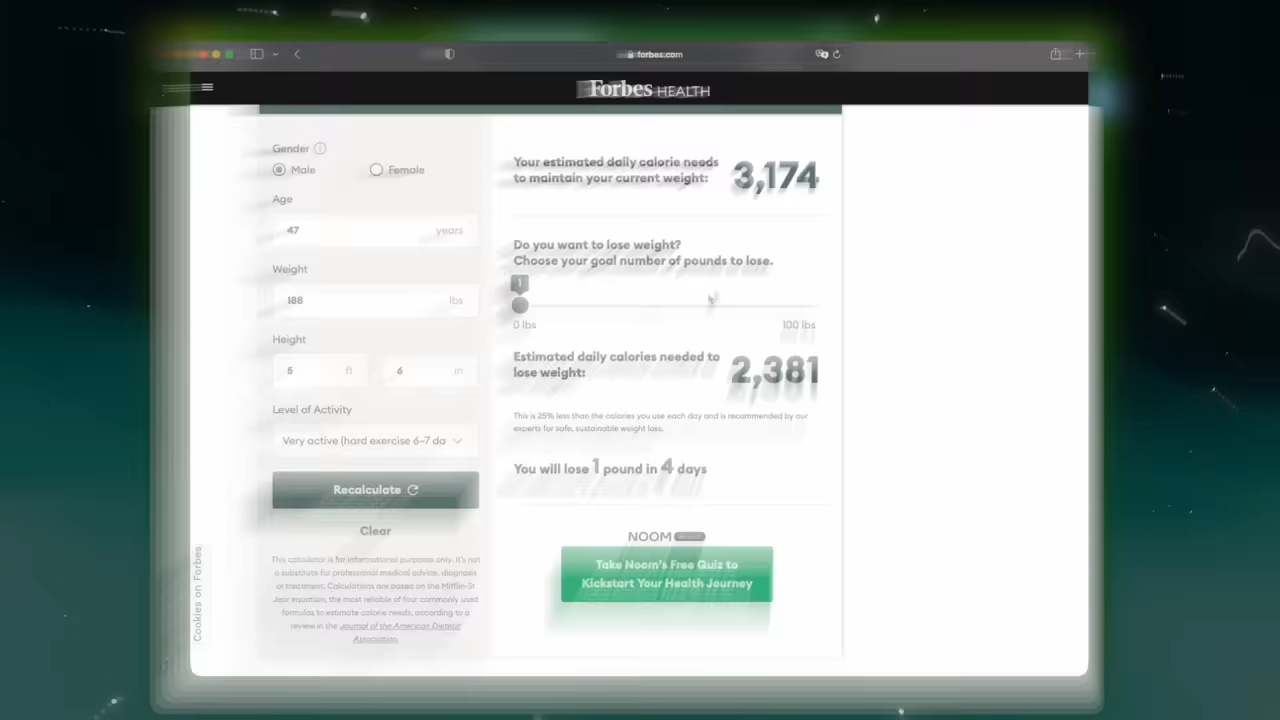 forbes.com
Forbes HEALTH
Gender
Male
Female
Age
47 years
Weight
188 lbs
Height
5 ft 6 in
Level of Activity
Very active (hard exercise 6-7 da
Recalculate
Clear
This calculator is for informational purposes only. It's not
a substitute for professional medical advice, diagnosis
or treatment. Calculations are based on the Mifflin-St
Jeor equation, the most reliable of four commonly used
formulas to estimate calorie needs, according to a
review in the Journal of the American Dietetic
Association.
Your estimated daily calorie needs
to maintain your current weight:
3,174
Do you want to lose weight?
Choose your goal number of pounds to lose.
1
0 lbs
100 lbs
Estimated daily calories needed to
lose weight:
2,381
This is 25% less than the calories you use each day and is recommended by our
experts for safe, sustainable weight loss.
You will lose 1 pound in 4 days
NOOM
Take Noom's Free Quiz to
Kickstart Your Health Journey
Cookies on Forbes